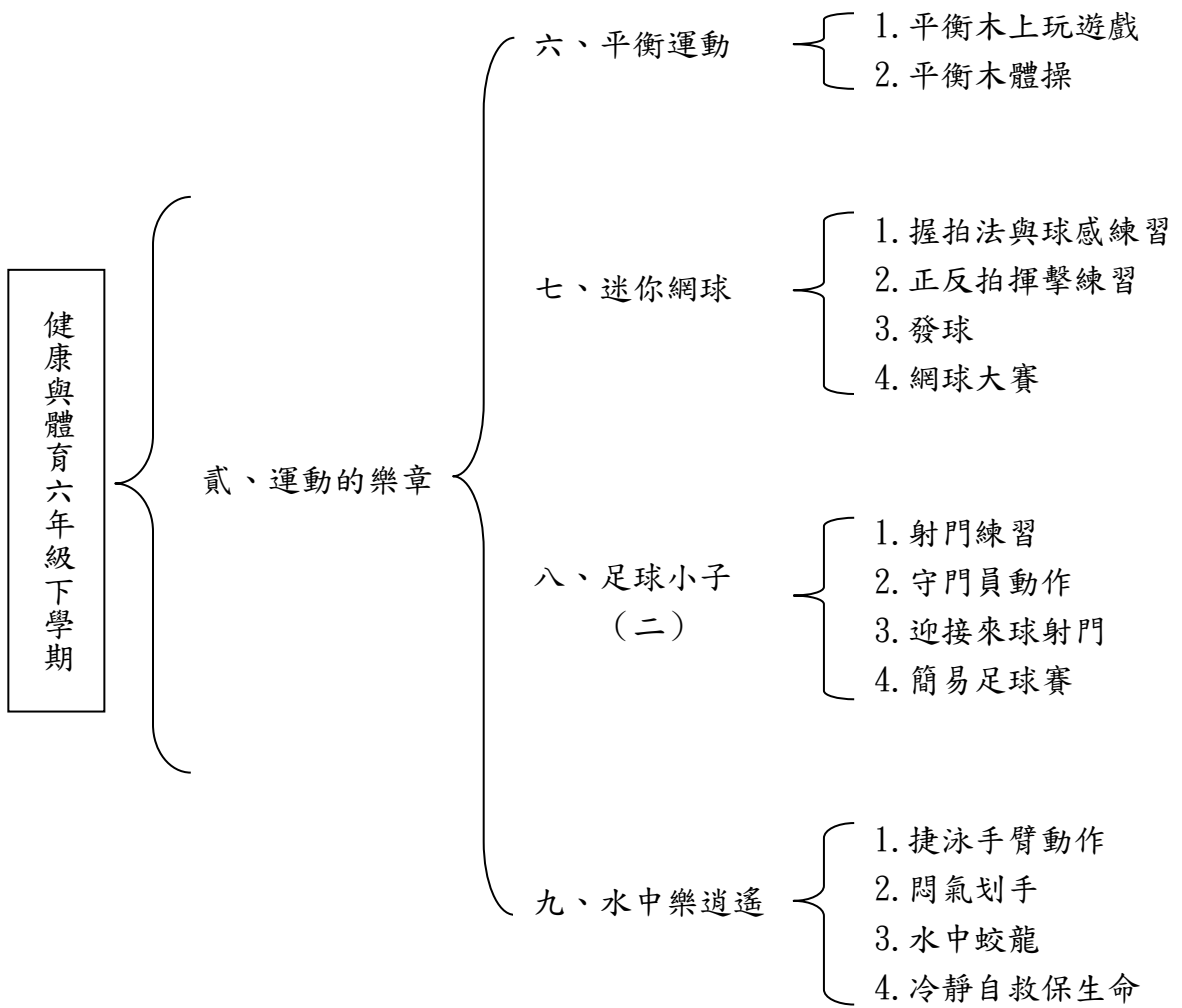 健康與體育六年級下學期
貳、運動的樂章
六、平衡運動
1.平衡木上玩遊戲
2.平衡木體操
七、迷你網球
1.握拍法與球感練習
2.正反拍揮擊練習
3.發球
4.網球大賽
八、足球小子
（二）
1.射門練習
2.守門員動作
3.迎接來球射門
4.簡易足球賽
九、水中樂逍遙
1.捷泳手臂動作
2.悶氣划手
3.水中蛟龍
4.冷靜自救保生命